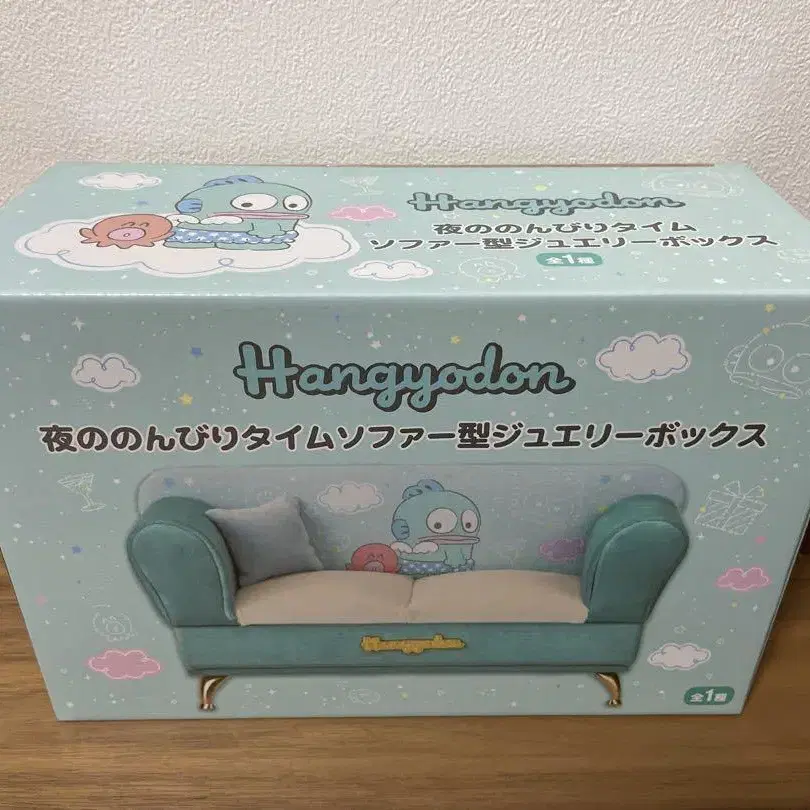 Hangyodon
夜ののんびりタイム
ソファー型ジュエリーボックス
全1種
Hangyodon
夜ののんびりタイムソファー型ジュエリーボックス
Hangyodon
全1種